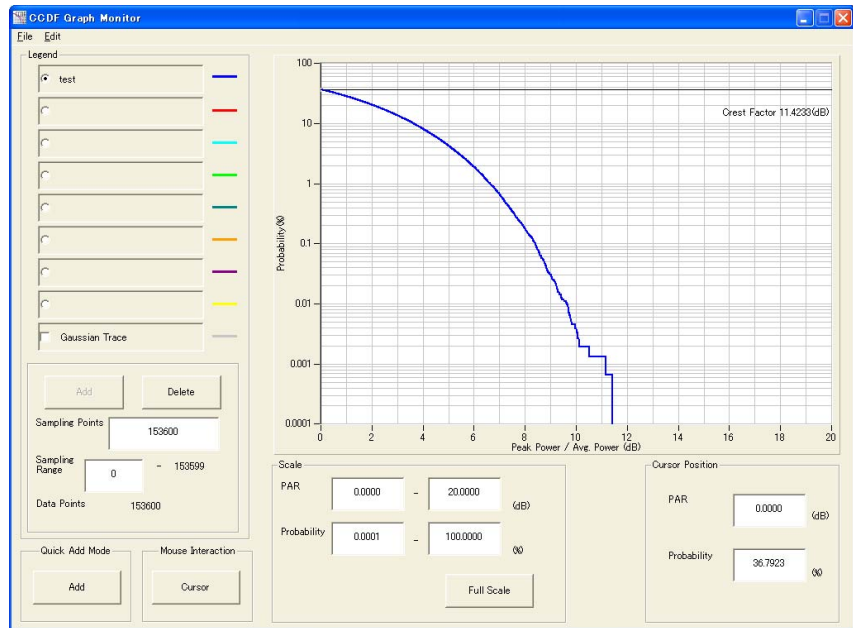 CCDF Graph Monitor
File Edit
Legend
test
Gaussian Trace
Add
Delete
Sampling Points
153600
Sampling Range
0 - 153599
Data Points 153600
Quick Add Mode
Add
Mouse Interaction
Cursor
100
10
1
0.1
0.01
0.001
0.0001
Probability(%)
Crest Factor 11.4233(dB)
0 2 4 6 8 10 12 14 16 18 20
Peak Power / Avg. Power (dB)
Scale
PAR 0.0000 - 20.0000 (dB)
Probability 0.0001 - 100.0000 (%)
Full Scale
Cursor Position
PAR 0.0000 (dB)
Probability 36.7923 (%)